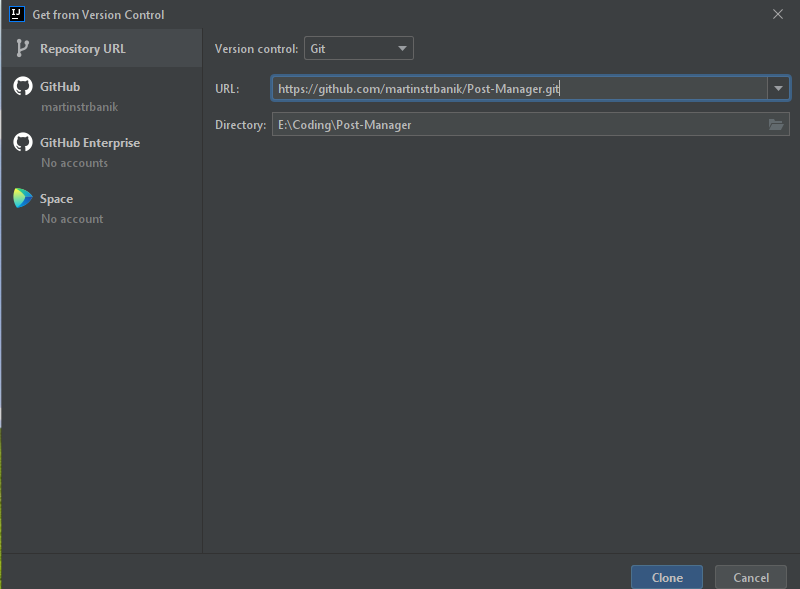 IJ
Get from Version Control
Repository URL
GitHub
martinstrbanik
GitHub Enterprise
No accounts
Space
No account
Version control: Git
URL: https://github.com/martinstrbanik/Post-Manager.git
Directory: E:\Coding\Post-Manager
Clone Cancel